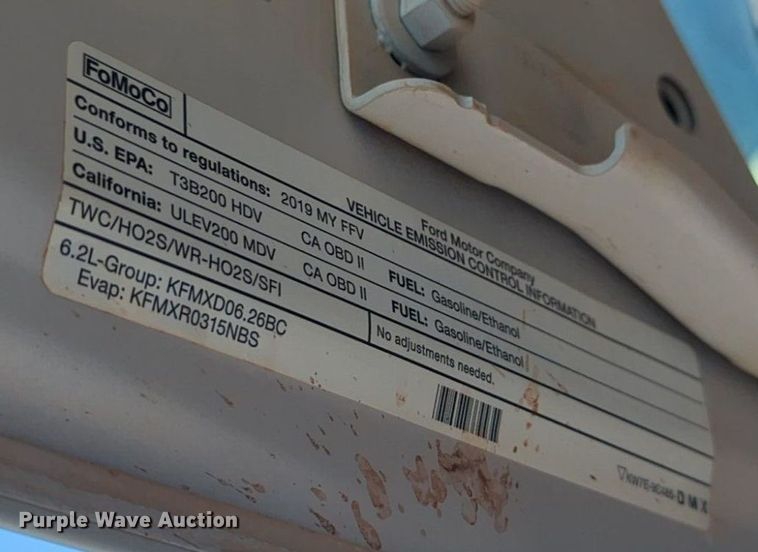 FoMoCo
Ford Motor Company
VEHICLE EMISSION CONTROL INFORMATION
Conforms to regulations: 2019 MY FFV
U.S. EPA: T3B200 HDV CA OBD II FUEL: Gasoline/Ethanol
California: ULEV200 MDV CA OBD II FUEL: Gasoline/Ethanol
TWC/HO2S/WR-HO2S/SFI
No adjustments needed.
6.2L-Group: KFMXD06.26BC
Evap: KFMXR0315NBS
DMX
Purple Wave Auction